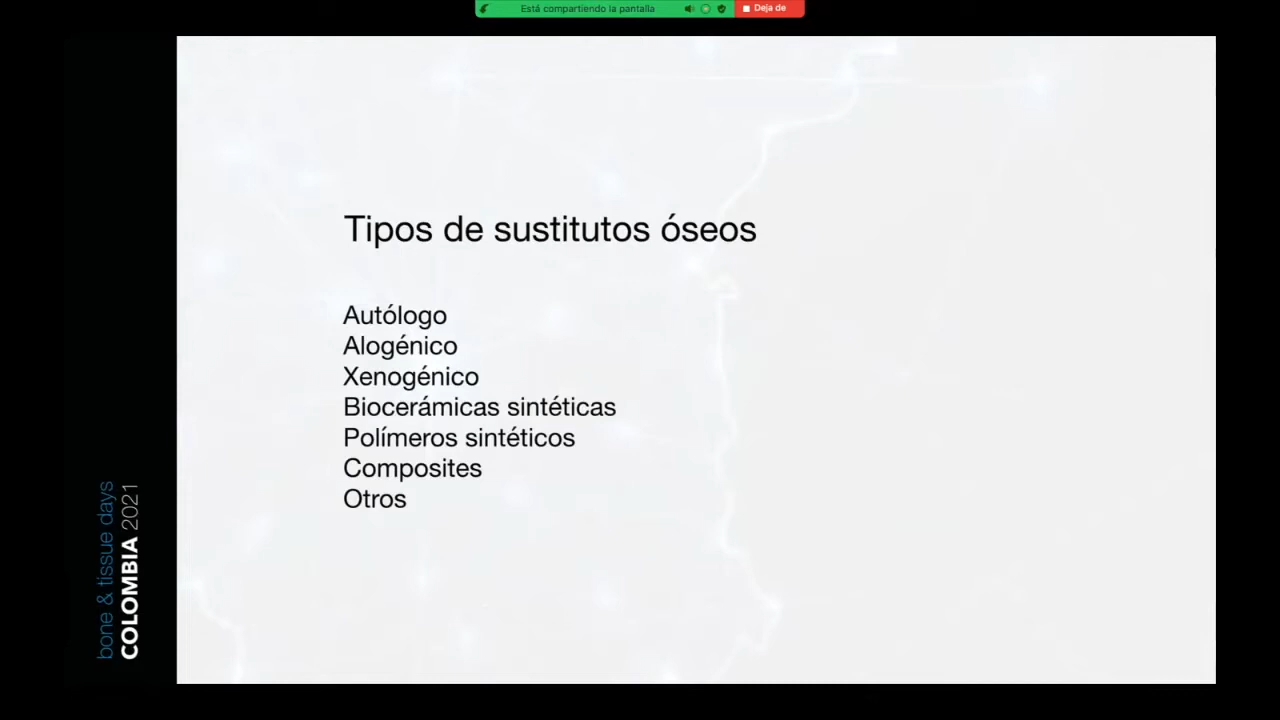 Está compartiendo la pantalla
Deja de
Tipos de sustitutos óseos
Autólogo
Alogénico
Xenogénico
Biocerámicas sintéticas
Polímeros sintéticos
Composites
Otros
bone & tissue days
COLOMBIA 2021